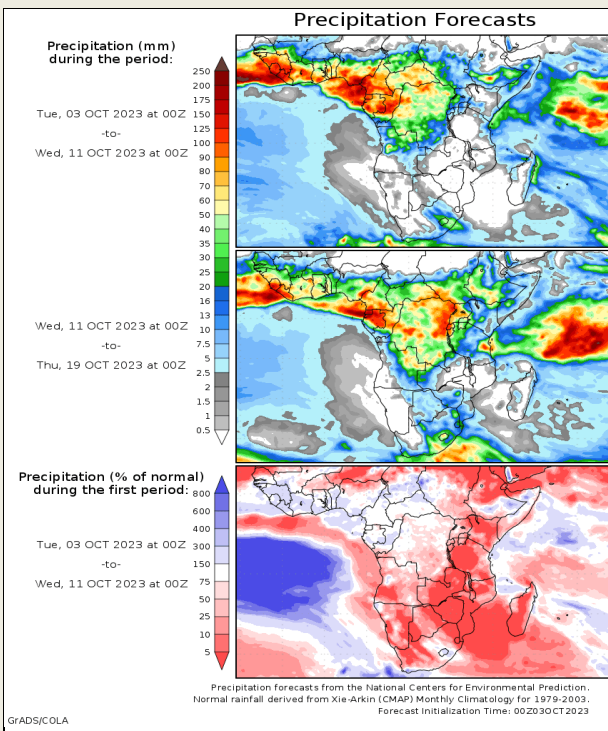 Precipitation Forecasts
Precipitation (mm)
during the period:
250
200
175
150
125
100
90
80
70
60
50
40
35
30
25
20
16
13
10
7.5
5
2.5
2
1.5
1
0.5
Tue, 03 OCT 2023 at 00Z
-to-
Wed, 11 OCT 2023 at 00Z
Wed, 11 OCT 2023 at 00Z
-to-
Thu, 19 OCT 2023 at 00Z
Precipitation (% of normal)
during the first period:
800
600
400
300
150
75
50
25
10
5
Tue, 03 OCT 2023 at 00Z
-to-
Wed, 11 OCT 2023 at 00Z
Precipitation forecasts from the National Centers for Environmental Prediction.
Normal rainfall derived from Xie-Arkin (CMAP) Monthly Climatology for 1979-2003.
Forecast Initialization Time: 00Z03OCT2023
GrADS/COLA